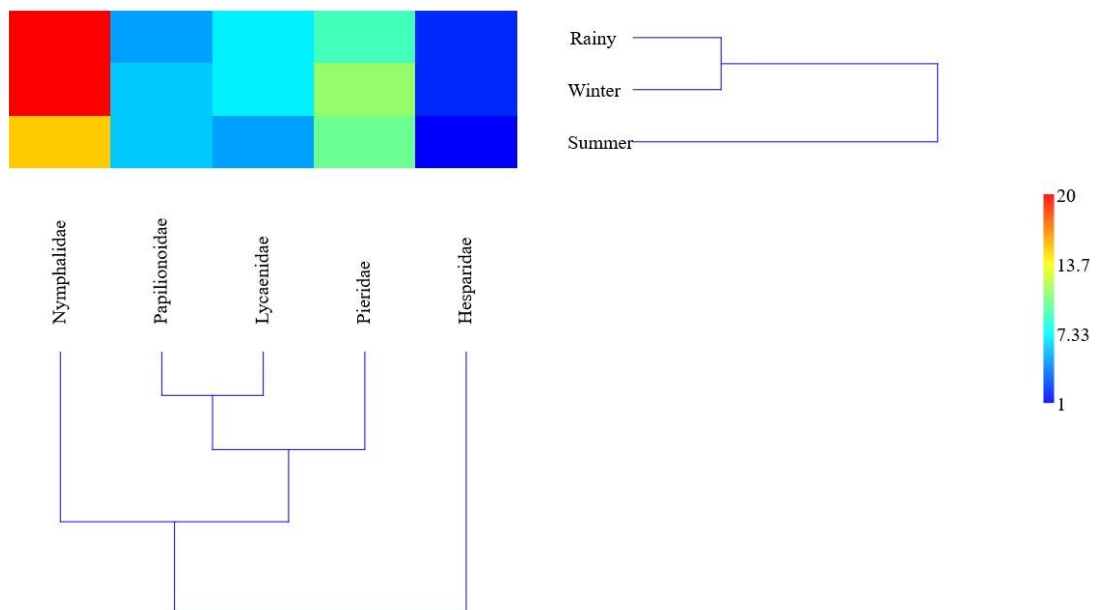 Rainy
Winter
Summer
20
13.7
7.33
1
Nymphalidae
Papilionoidae
Lycaenidae
Pieridae
Hesparidae